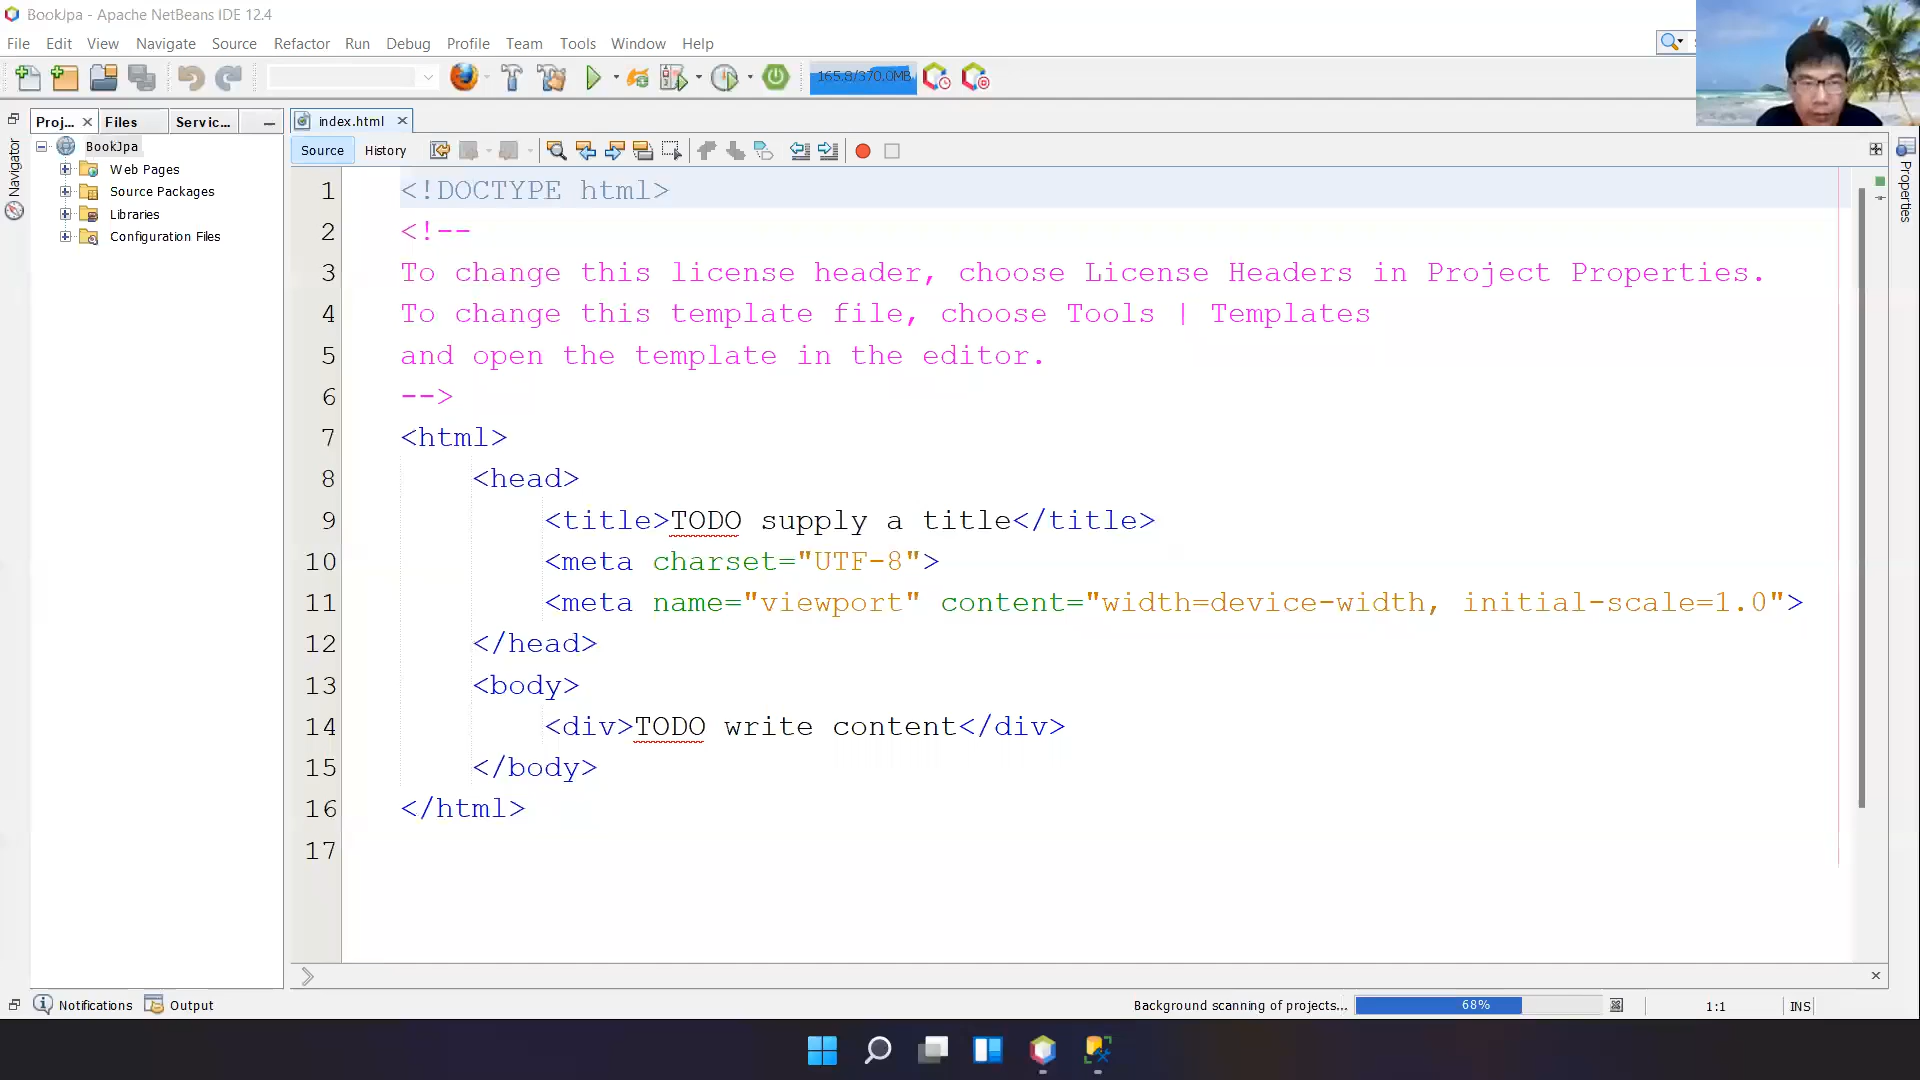 BookJpa - Apache NetBeans IDE 12.4
File Edit View Navigate Source Refactor Run Debug Profile Team Tools Window Help
165.8/370.0MB
Proj... Files Servic... index.html
Source History
Navigator
Properties
BookJpa
Web Pages
Source Packages
Libraries
Configuration Files
1 <!DOCTYPE html>
2 <!--
3 To change this license header, choose License Headers in Project Properties.
4 To change this template file, choose Tools | Templates
5 and open the template in the editor.
6 -->
7 <html>
8 <head>
9 <title>TODO supply a title</title>
10 <meta charset="UTF-8">
11 <meta name="viewport" content="width=device-width, initial-scale=1.0">
12 </head>
13 <body>
14 <div>TODO write content</div>
15 </body>
16 </html>
17
Notifications Output Background scanning of projects... 68% 1:1 INS